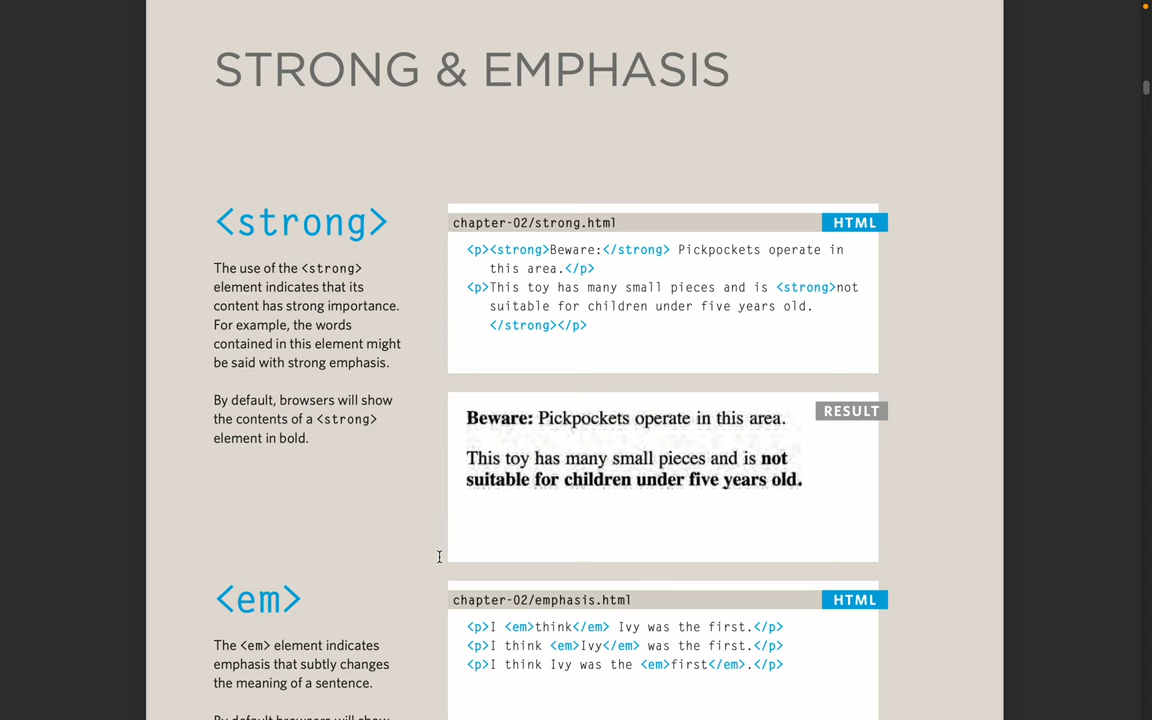 STRONG & EMPHASIS
<strong>
The use of the <strong>
element indicates that its
content has strong importance.
For example, the words
contained in this element might
be said with strong emphasis.
By default, browsers will show
the contents of a <strong>
element in bold.
chapter-02/strong.html
HTML
<p><strong>Beware:</strong> Pickpockets operate in
this area.</p>
<p>This toy has many small pieces and is <strong>not
suitable for children under five years old.
</strong></p>
RESULT
Beware: Pickpockets operate in this area.
This toy has many small pieces and is not
suitable for children under five years old.
<em>
The <em> element indicates
emphasis that subtly changes
the meaning of a sentence.
By default browsers will show
chapter-02/emphasis.html
HTML
<p>I <em>think</em> Ivy was the first.</p>
<p>I think <em>Ivy</em> was the first.</p>
<p>I think Ivy was the <em>first</em>.</p>